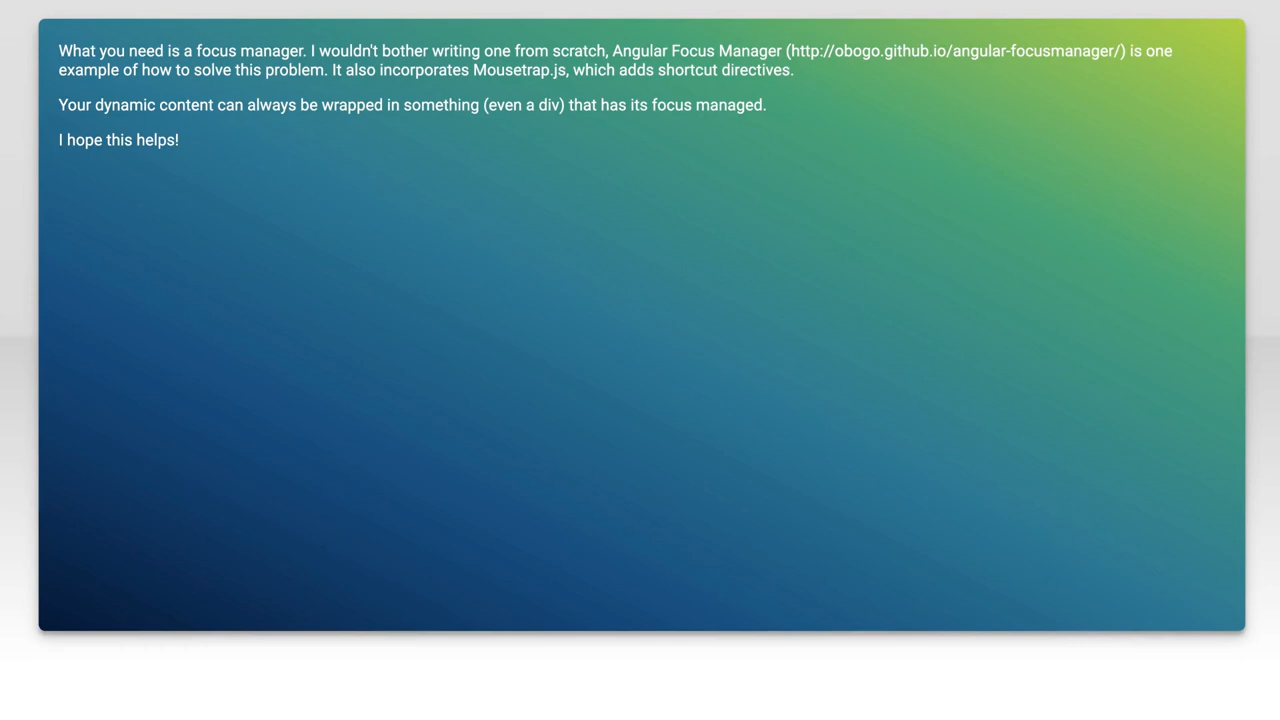 What you need is a focus manager. I wouldn't bother writing one from scratch, Angular Focus Manager (http://obogo.github.io/angular-focusmanager/) is one
example of how to solve this problem. It also incorporates Mousetrap.js, which adds shortcut directives.
Your dynamic content can always be wrapped in something (even a div) that has its focus managed.
I hope this helps!